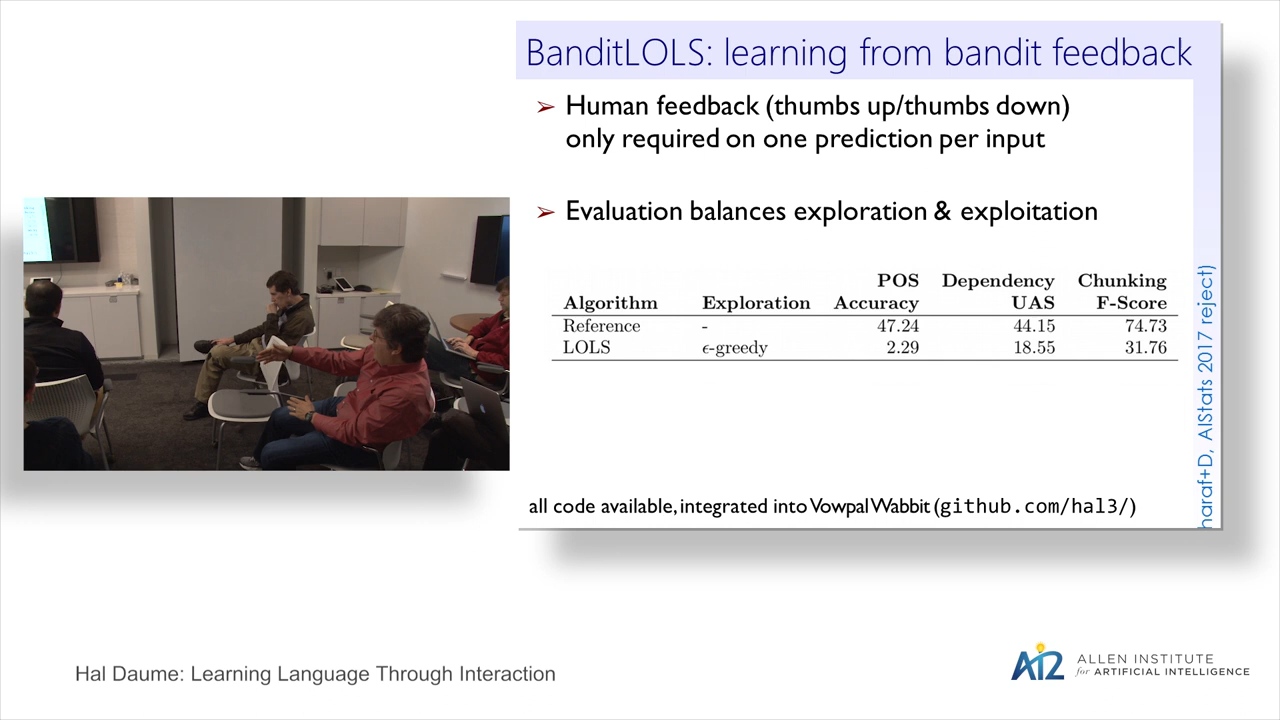 BanditLOLS: learning from bandit feedback
➢ Human feedback (thumbs up/thumbs down)
only required on one prediction per input
➢ Evaluation balances exploration & exploitation
POS Dependency Chunking
Algorithm Exploration Accuracy UAS F-Score
Reference - 47.24 44.15 74.73
LOLS ϵ-greedy 2.29 18.55 31.76
all code available, integrated into Vowpal Wabbit (github.com/hal3/)
haraf+D, AIStats 2017 reject)
Hal Daume: Learning Language Through Interaction
AI2 ALLEN INSTITUTE
for ARTIFICIAL INTELLIGENCE